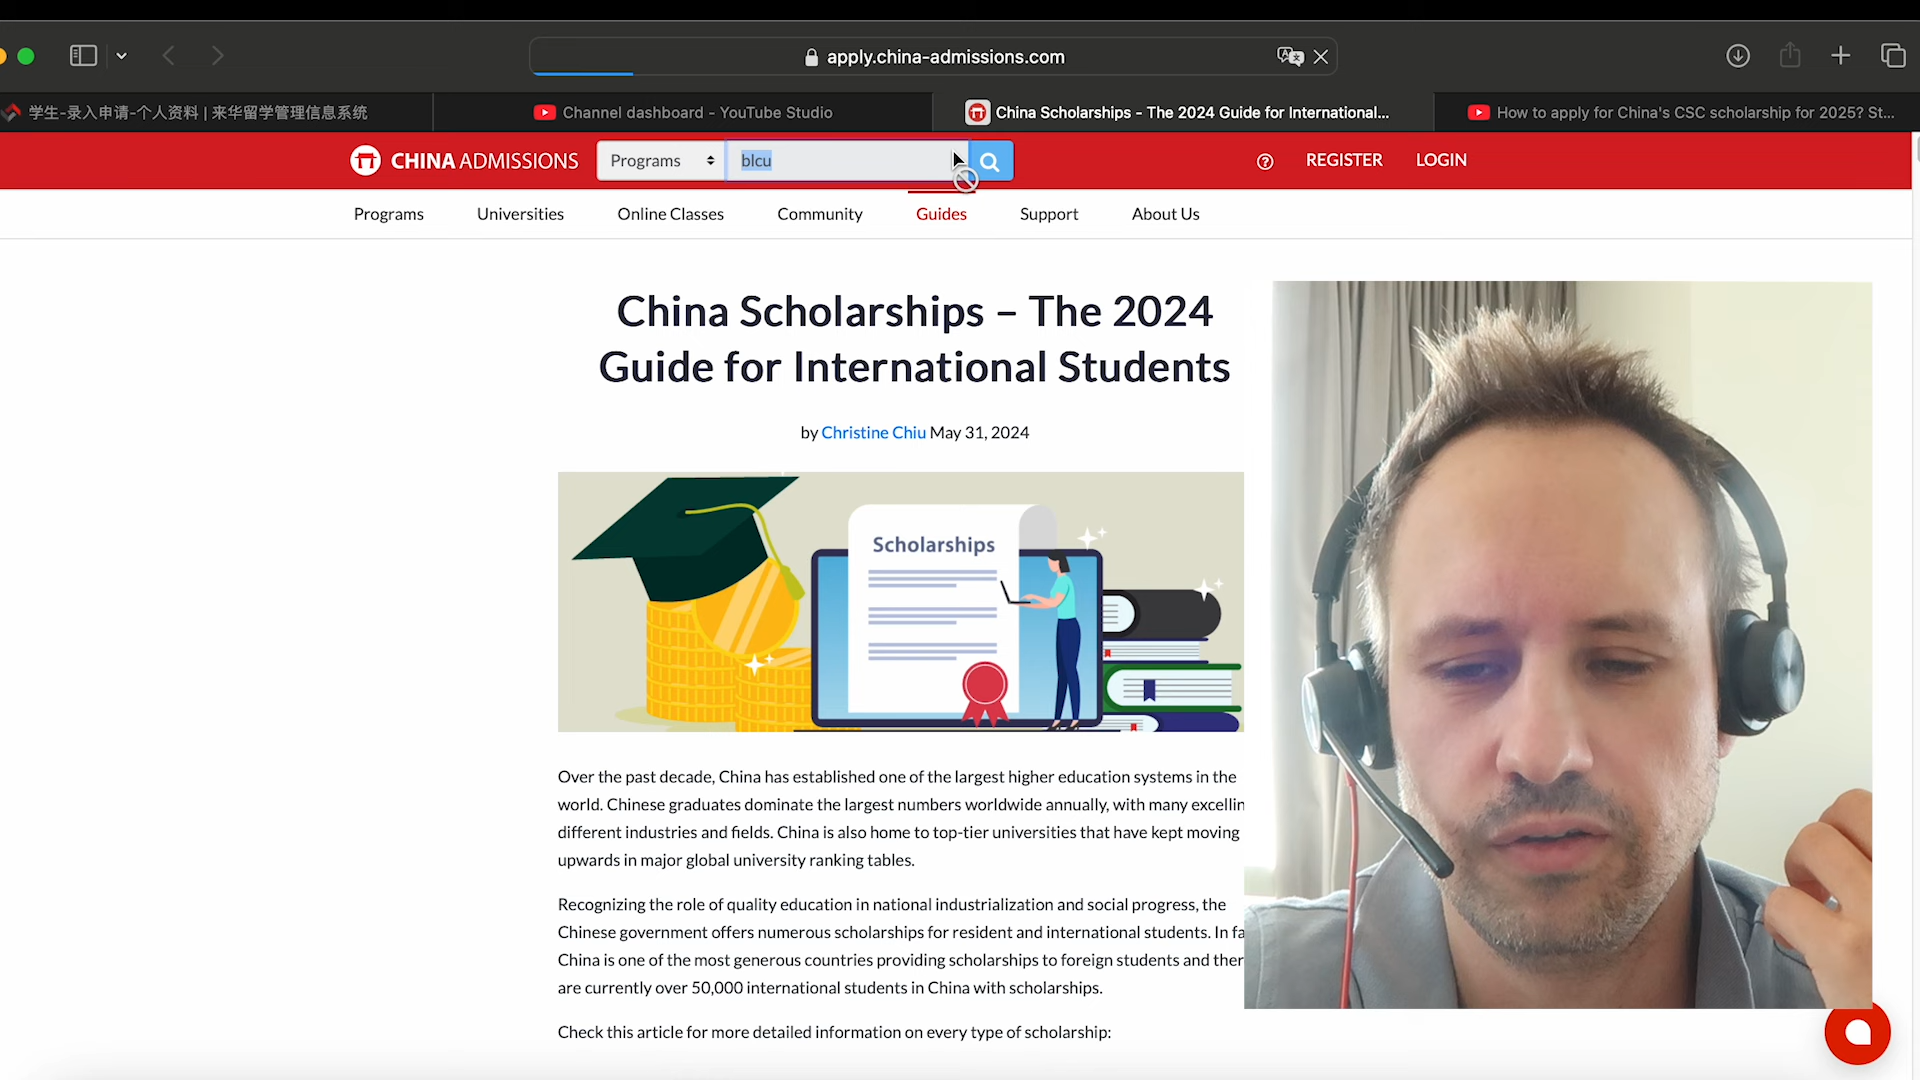 apply.china-admissions.com
学生-录入申请-个人资料 | 来华留学管理信息系统
Channel dashboard - YouTube Studio
China Scholarships - The 2024 Guide for International...
How to apply for China's CSC scholarship for 2025? St...
CHINA ADMISSIONS
Programs
blcu
REGISTER
LOGIN
Programs
Universities
Online Classes
Community
Guides
Support
About Us
China Scholarships – The 2024
Guide for International Students
by Christine Chiu May 31, 2024
Scholarships
Over the past decade, China has established one of the largest higher education systems in the
world. Chinese graduates dominate the largest numbers worldwide annually, with many excellin
different industries and fields. China is also home to top-tier universities that have kept moving
upwards in major global university ranking tables.
Recognizing the role of quality education in national industrialization and social progress, the
Chinese government offers numerous scholarships for resident and international students. In fa
China is one of the most generous countries providing scholarships to foreign students and ther
are currently over 50,000 international students in China with scholarships.
Check this article for more detailed information on every type of scholarship: